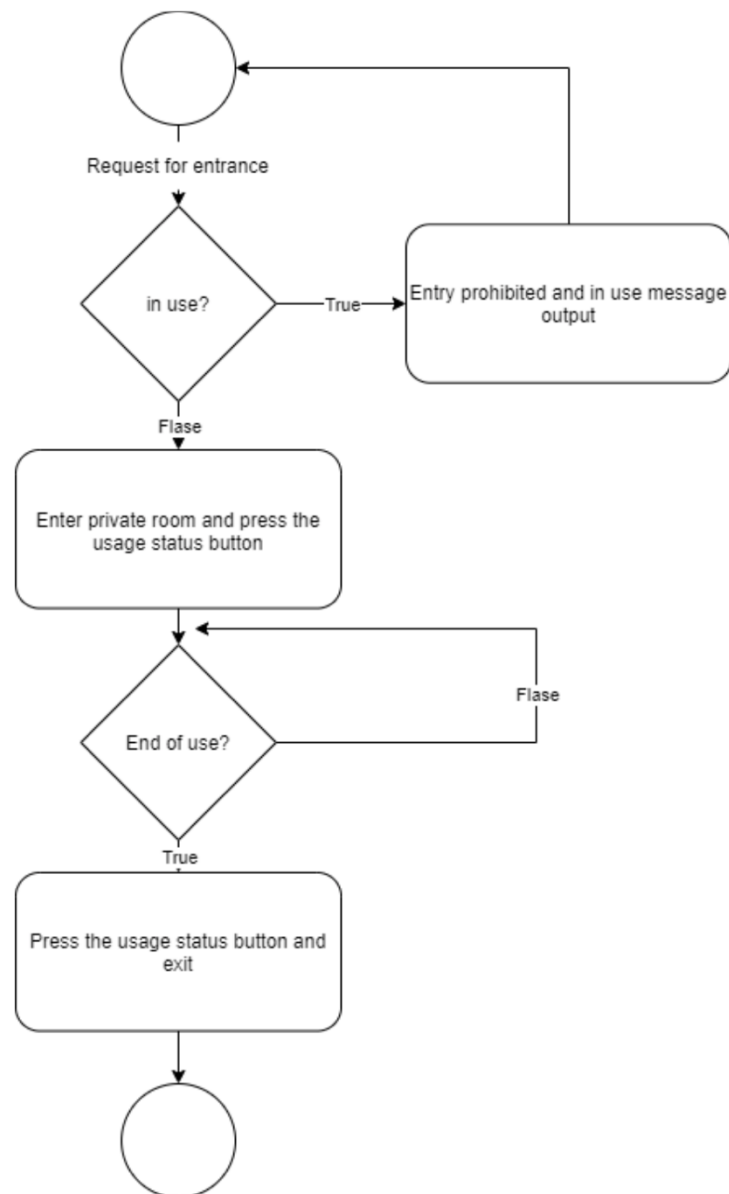 Request for entrance
in use?
True
Entry prohibited and in use message
output
Flase
Enter private room and press the
usage status button
Flase
End of use?
True
Press the usage status button and
exit